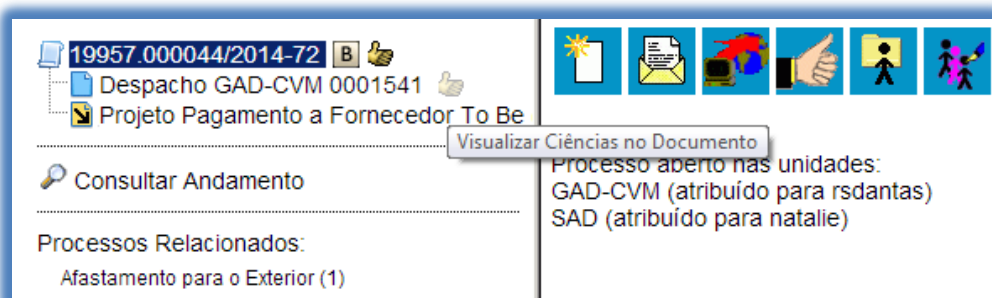 19957.000044/2014-72 B
Despacho GAD-CVM 0001541
Projeto Pagamento a Fornecedor To Be
Visualizar Ciências no Documento
Consultar Andamento
Processos Relacionados:
Afastamento para o Exterior (1)
Processo aberto nas unidades:
GAD-CVM (atribuído para rsdantas)
SAD (atribuído para natalie)